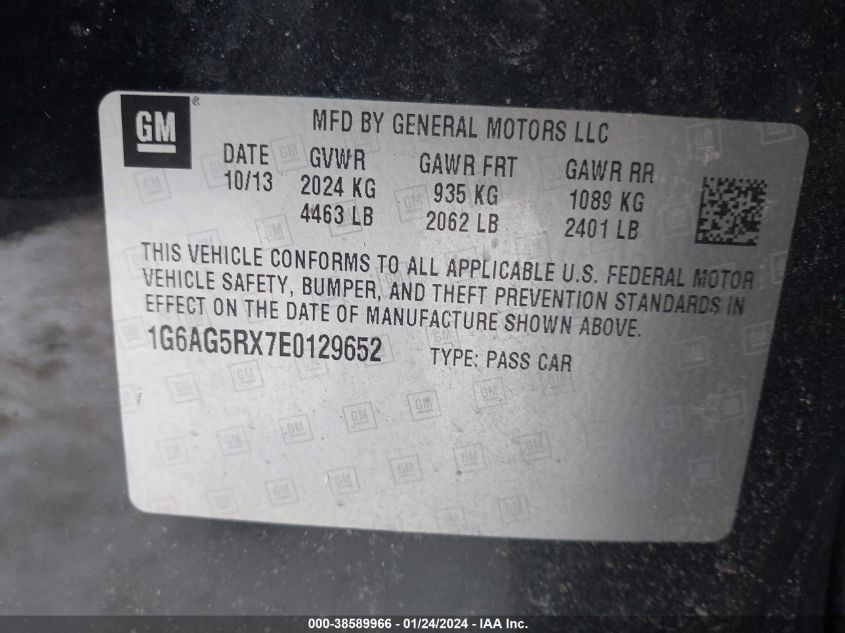 GM ®
MFD BY GENERAL MOTORS LLC
DATE GVWR GAWR FRT GAWR RR
10/13 2024 KG 935 KG 1089 KG
4463 LB 2062 LB 2401 LB
THIS VEHICLE CONFORMS TO ALL APPLICABLE U.S. FEDERAL MOTOR
VEHICLE SAFETY, BUMPER, AND THEFT PREVENTION STANDARDS IN
EFFECT ON THE DATE OF MANUFACTURE SHOWN ABOVE.
1G6AG5RX7E0129652 TYPE: PASS CAR
000-38589966 - 01/24/2024 - IAA Inc.